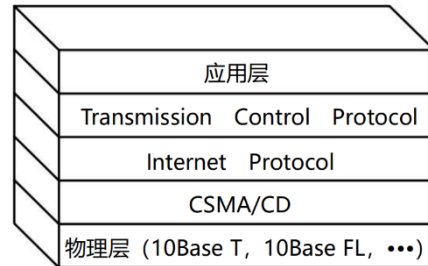 应用层
Transmission Control Protocol
Internet Protocol
CSMA/CD
物理层（10Base T，10Base FL，•••）